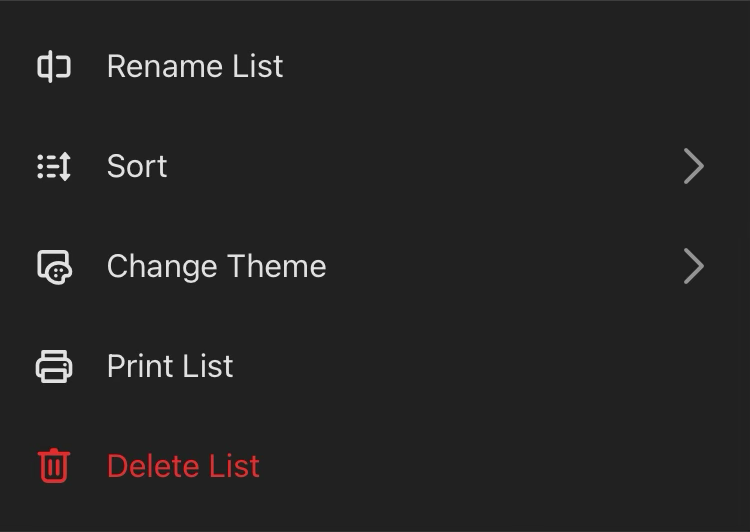 Rename List
Sort
Change Theme
Print List
Delete List